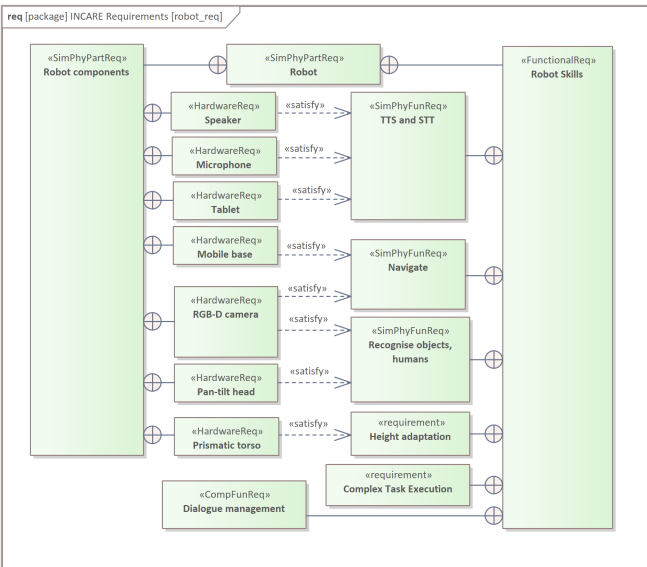 req [package] INCARE Requirements [robot_req]
«SimPhyPartReq»
Robot components
«SimPhyPartReq»
Robot
«FunctionalReq»
Robot Skills
«HardwareReq»
Speaker
«satisfy»
«SimPhyFunReq»
TTS and STT
«HardwareReq»
Microphone
«satisfy»
«HardwareReq»
Tablet
«satisfy»
«HardwareReq»
Mobile base
«satisfy»
«SimPhyFunReq»
Navigate
«HardwareReq»
RGB-D camera
«satisfy»
«satisfy»
«SimPhyFunReq»
Recognise objects,
humans
«HardwareReq»
Pan-tilt head
«satisfy»
«HardwareReq»
Prismatic torso
«satisfy»
«requirement»
Height adaptation
«requirement»
Complex Task Execution
«CompFunReq»
Dialogue management